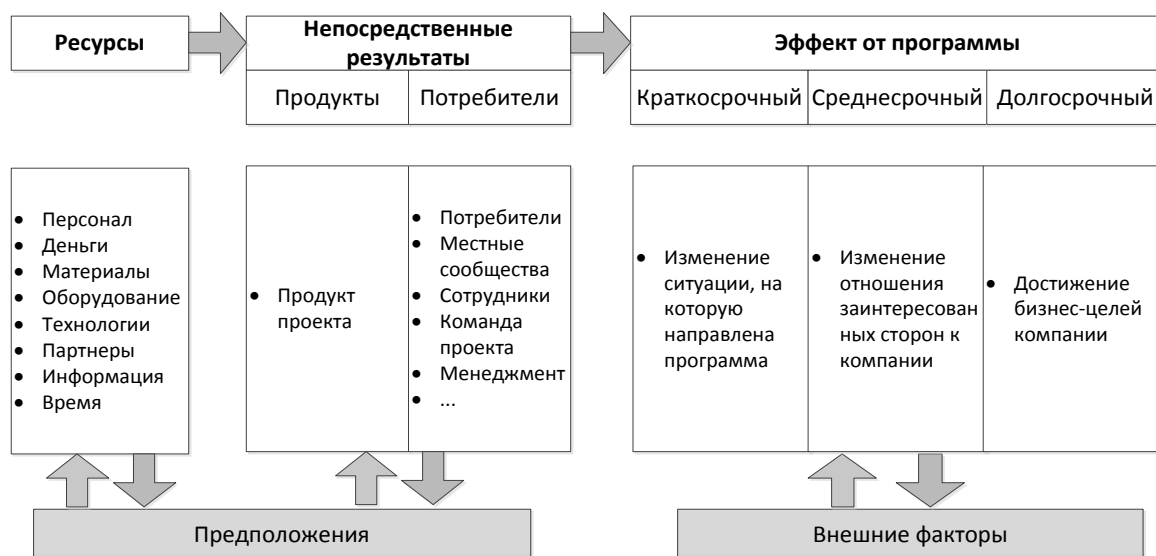 Ресурсы
Непосредственные
результаты
Эффект от программы
Продукты
Потребители
Краткосрочный
Среднесрочный
Долгосрочный
• Персонал
• Деньги
• Материалы
• Оборудование
• Технологии
• Партнеры
• Информация
• Время
• Продукт
проекта
• Потребители
• Местные
сообщества
• Сотрудники
• Команда
проекта
• Менеджмент
• ...
• Изменение
ситуации, на
которую
направлена
программа
• Изменение
отношения
заинтересован
ных сторон к
компании
• Достижение
бизнес-целей
компании
Предположения
Внешние факторы